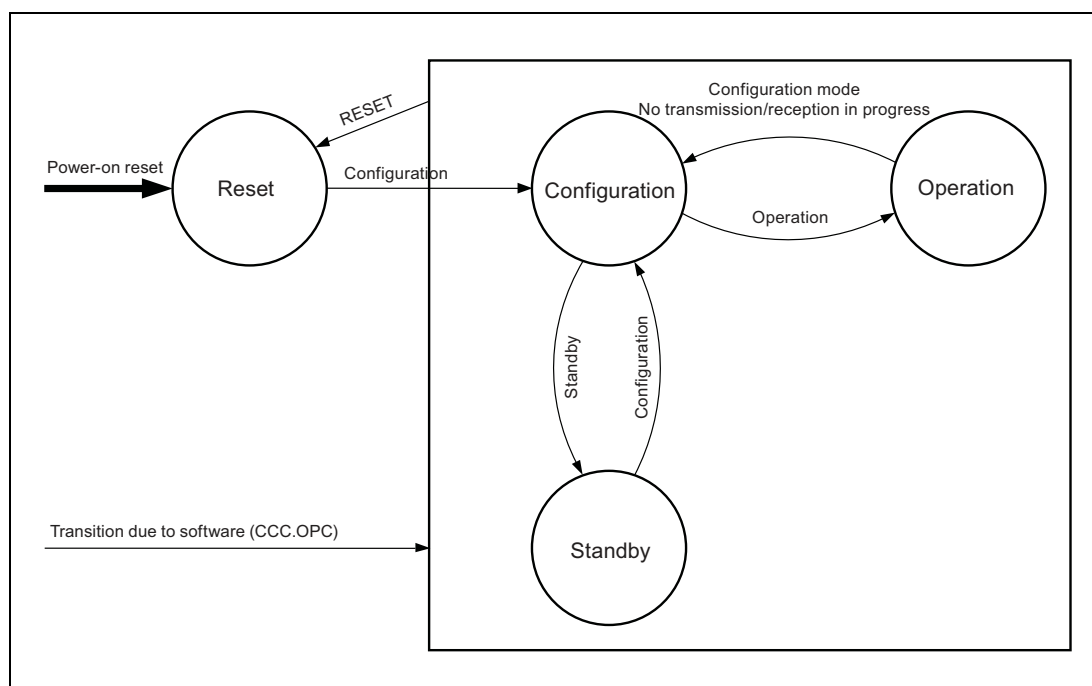 Configuration mode
No transmission/reception in progress
RESET
Power-on reset
Reset
Configuration
Configuration
Operation
Operation
Standby
Configuration
Transition due to software (CCC.OPC)
Standby